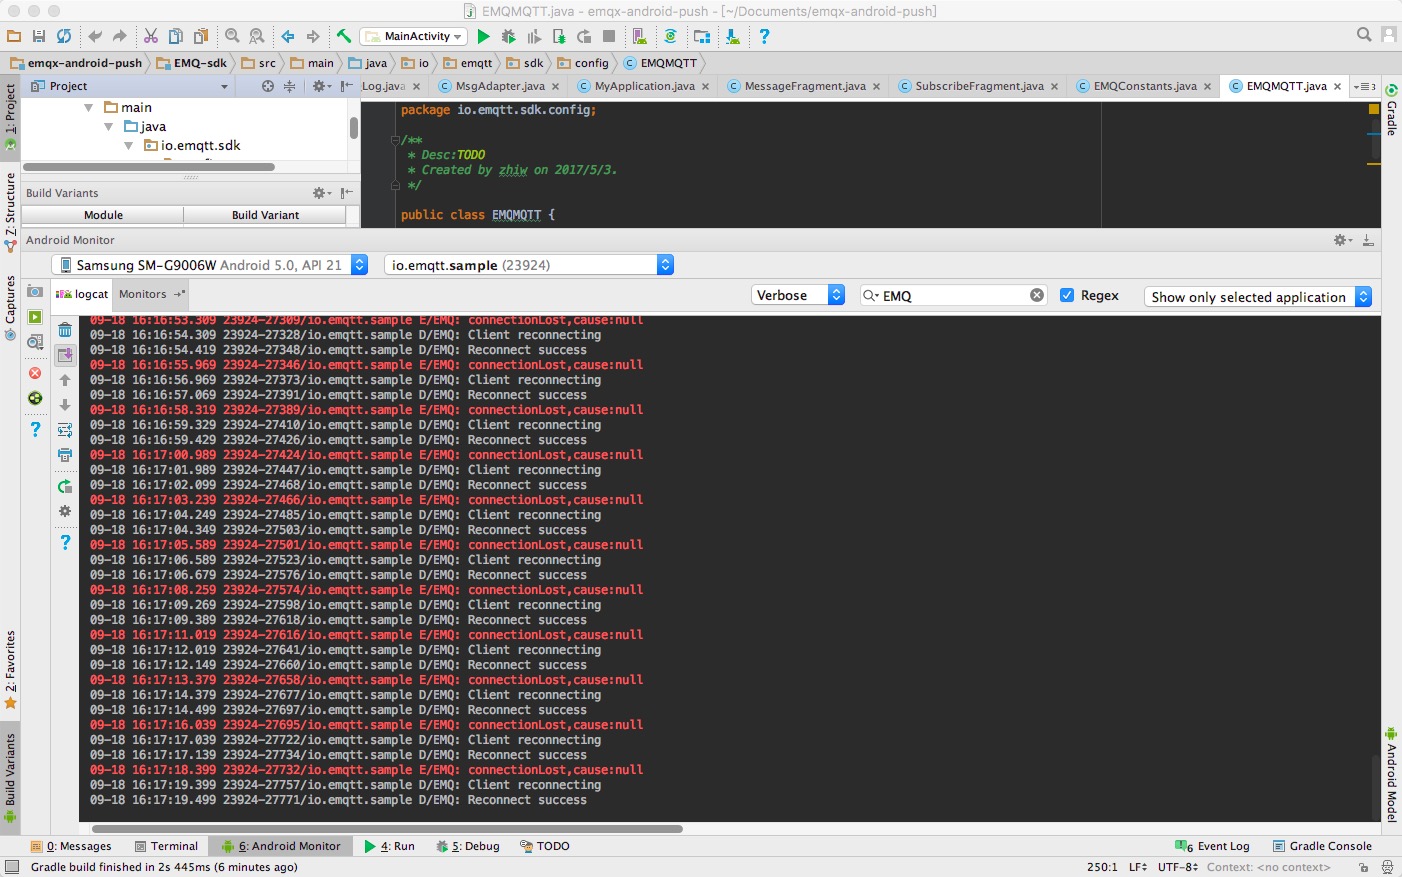 EMQMQTT.java - emqx-android-push - [~/Documents/emqx-android-push]
MainActivity
emqx-android-push EMQ-sdk src main java io emqtt sdk config EMQMQTT
1: Project
Z: Structure
Captures
2: Favorites
Build Variants
Project
main
java
io.emqtt.sdk
Build Variants
Module Build Variant
Log.java MsgAdapter.java MyApplication.java MessageFragment.java SubscribeFragment.java EMQConstants.java EMQMQTT.java 3
package io.emqtt.sdk.config;
/**
* Desc:TODO
* Created by zhiw on 2017/5/3.
*/
public class EMQMQTT {
Gradle
Android Model
Android Monitor
Samsung SM-G9006W Android 5.0, API 21 io.emqtt.sample (23924)
logcat Monitors Verbose EMQ Regex Show only selected application
09-18 16:16:53.309 23924-27309/io.emqtt.sample E/EMQ: connectionLost,cause:null
09-18 16:16:54.309 23924-27328/io.emqtt.sample D/EMQ: Client reconnecting
09-18 16:16:54.419 23924-27348/io.emqtt.sample D/EMQ: Reconnect success
09-18 16:16:55.969 23924-27346/io.emqtt.sample E/EMQ: connectionLost,cause:null
09-18 16:16:56.969 23924-27373/io.emqtt.sample D/EMQ: Client reconnecting
09-18 16:16:57.069 23924-27391/io.emqtt.sample D/EMQ: Reconnect success
09-18 16:16:58.319 23924-27389/io.emqtt.sample E/EMQ: connectionLost,cause:null
09-18 16:16:59.329 23924-27410/io.emqtt.sample D/EMQ: Client reconnecting
09-18 16:16:59.429 23924-27426/io.emqtt.sample D/EMQ: Reconnect success
09-18 16:17:00.989 23924-27424/io.emqtt.sample E/EMQ: connectionLost,cause:null
09-18 16:17:01.989 23924-27447/io.emqtt.sample D/EMQ: Client reconnecting
09-18 16:17:02.099 23924-27468/io.emqtt.sample D/EMQ: Reconnect success
09-18 16:17:03.239 23924-27466/io.emqtt.sample E/EMQ: connectionLost,cause:null
09-18 16:17:04.249 23924-27485/io.emqtt.sample D/EMQ: Client reconnecting
09-18 16:17:04.349 23924-27503/io.emqtt.sample D/EMQ: Reconnect success
09-18 16:17:05.589 23924-27501/io.emqtt.sample E/EMQ: connectionLost,cause:null
09-18 16:17:06.589 23924-27523/io.emqtt.sample D/EMQ: Client reconnecting
09-18 16:17:06.679 23924-27576/io.emqtt.sample D/EMQ: Reconnect success
09-18 16:17:08.259 23924-27574/io.emqtt.sample E/EMQ: connectionLost,cause:null
09-18 16:17:09.269 23924-27598/io.emqtt.sample D/EMQ: Client reconnecting
09-18 16:17:09.389 23924-27618/io.emqtt.sample D/EMQ: Reconnect success
09-18 16:17:11.019 23924-27616/io.emqtt.sample E/EMQ: connectionLost,cause:null
09-18 16:17:12.019 23924-27641/io.emqtt.sample D/EMQ: Client reconnecting
09-18 16:17:12.149 23924-27660/io.emqtt.sample D/EMQ: Reconnect success
09-18 16:17:13.379 23924-27658/io.emqtt.sample E/EMQ: connectionLost,cause:null
09-18 16:17:14.379 23924-27677/io.emqtt.sample D/EMQ: Client reconnecting
09-18 16:17:14.499 23924-27697/io.emqtt.sample D/EMQ: Reconnect success
09-18 16:17:16.039 23924-27695/io.emqtt.sample E/EMQ: connectionLost,cause:null
09-18 16:17:17.039 23924-27722/io.emqtt.sample D/EMQ: Client reconnecting
09-18 16:17:17.139 23924-27734/io.emqtt.sample D/EMQ: Reconnect success
09-18 16:17:18.399 23924-27732/io.emqtt.sample E/EMQ: connectionLost,cause:null
09-18 16:17:19.399 23924-27757/io.emqtt.sample D/EMQ: Client reconnecting
09-18 16:17:19.499 23924-27771/io.emqtt.sample D/EMQ: Reconnect success
0: Messages Terminal 6: Android Monitor 4: Run 5: Debug TODO 6 Event Log Gradle Console
Gradle build finished in 2s 445ms (6 minutes ago) 250:1 LF UTF-8 Context: <no context>